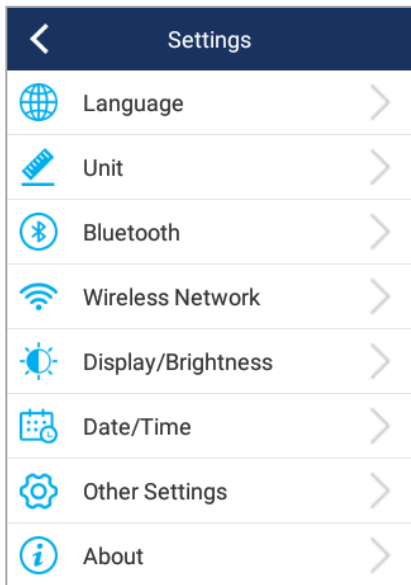 Settings
Language
Unit
Bluetooth
Wireless Network
Display/Brightness
Date/Time
Other Settings
About